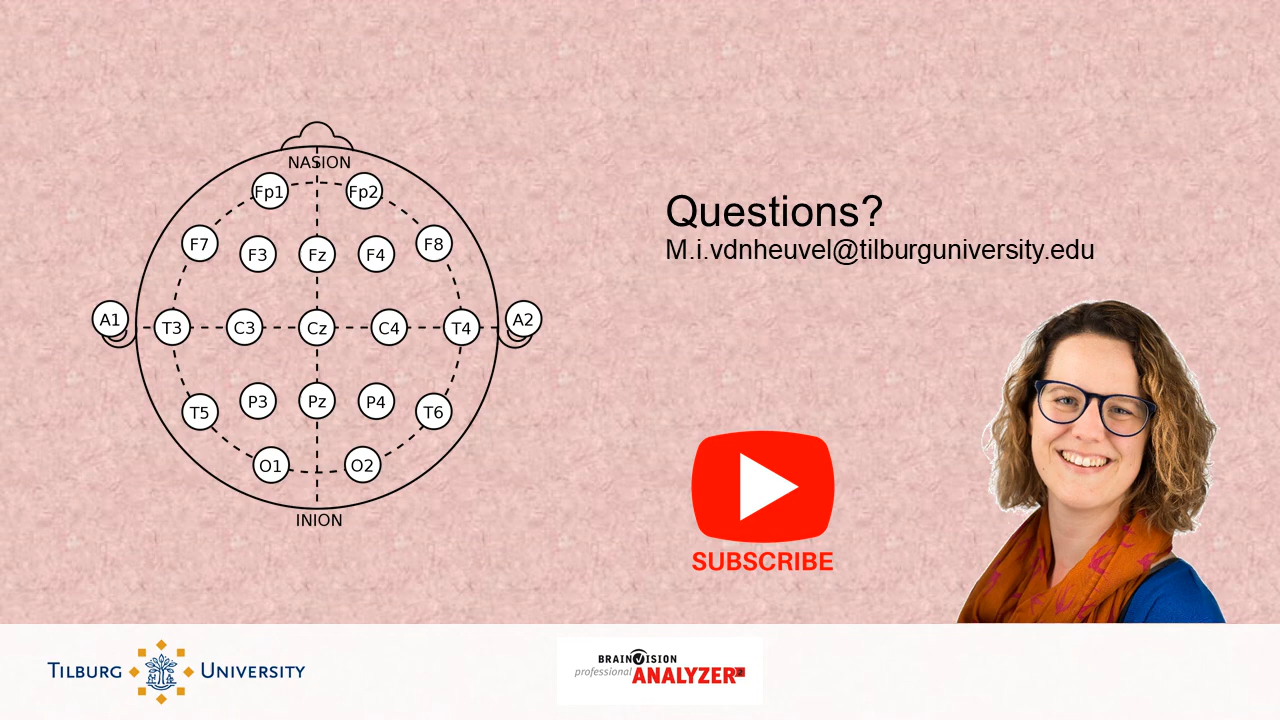 NASION
Fp1 Fp2
F7 F3 Fz F4 F8
A1 T3 C3 Cz C4 T4 A2
T5 P3 Pz P4 T6
O1 O2
INION
Questions?
M.i.vdnheuvel@tilburguniversity.edu
SUBSCRIBE
TILBURG UNIVERSITY
BRAINVISION
professional ANALYZER 2